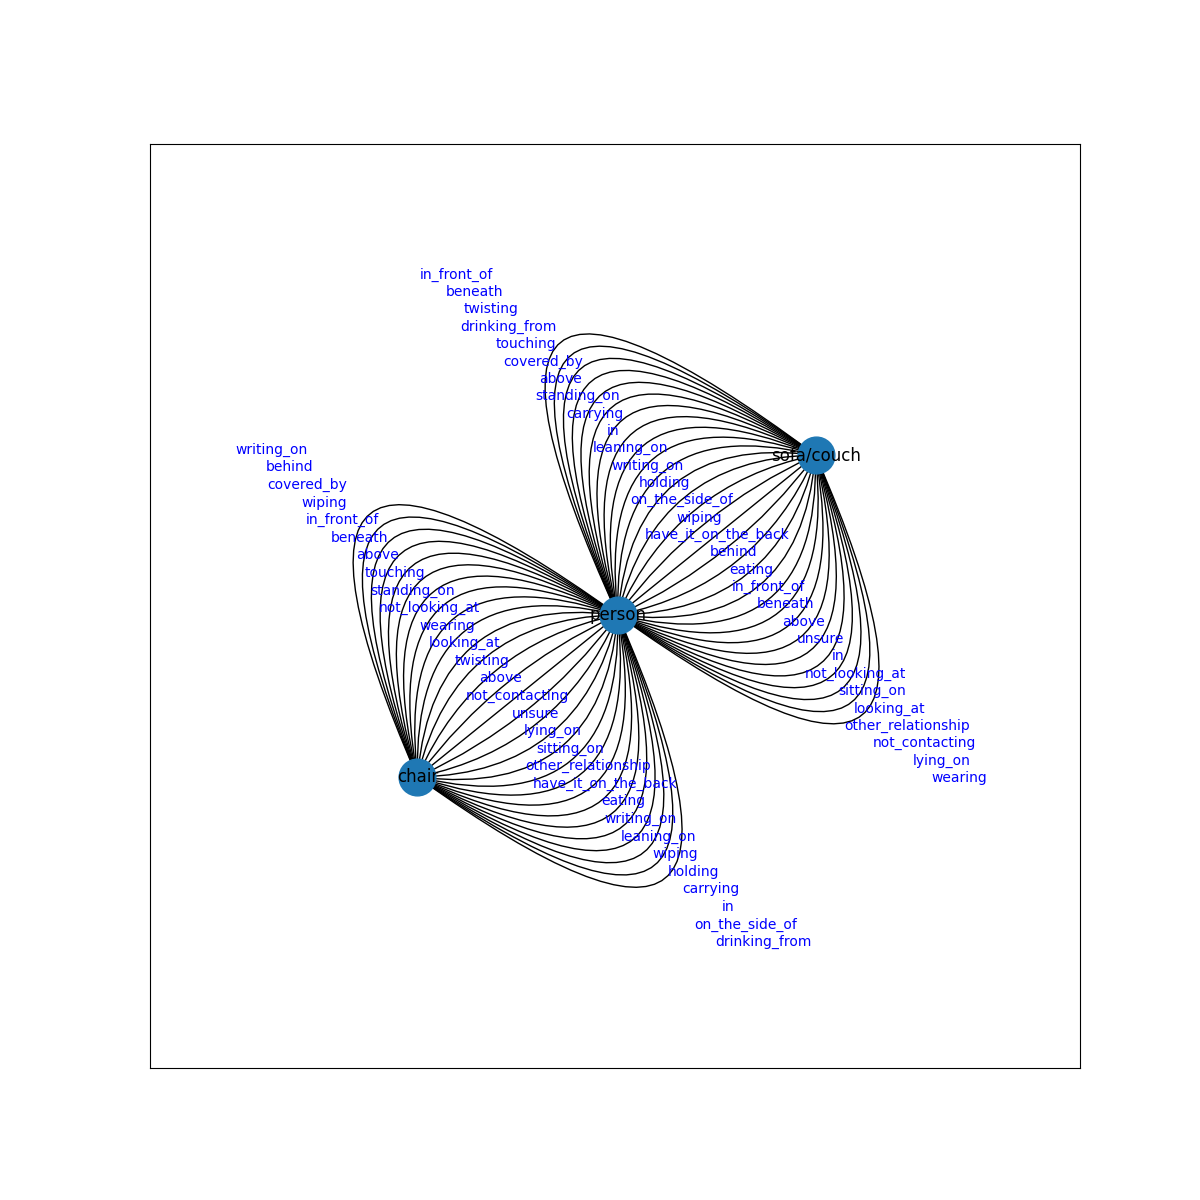 in_front_of
beneath
twisting
drinking_from
touching
covered_by
above
standing_on
carrying
in
leaning_on
writing_on
holding
on_the_side_of
wiping
have_it_on_the_back
behind
eating
in_front_of
beneath
above
unsure
in
not_looking_at
sitting_on
looking_at
other_relationship
not_contacting
lying_on
wearing
sofa/couch
person
writing_on
behind
covered_by
wiping
in_front_of
beneath
above
touching
standing_on
not_looking_at
wearing
looking_at
twisting
above
not_contacting
unsure
lying_on
sitting_on
other_relationship
have_it_on_the_back
eating
writing_on
leaning_on
wiping
holding
carrying
in
on_the_side_of
drinking_from
chair